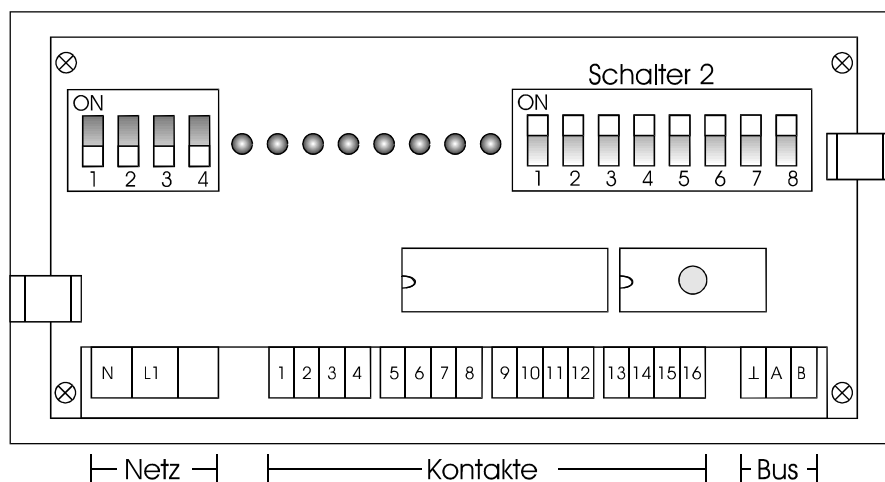 Schalter 2
ON
1 2 3 4
ON
1 2 3 4 5 6 7 8
N L1
1 2 3 4
5 6 7 8
9 10 11 12
13 14 15 16
⊥ A B
Netz
Kontakte
Bus